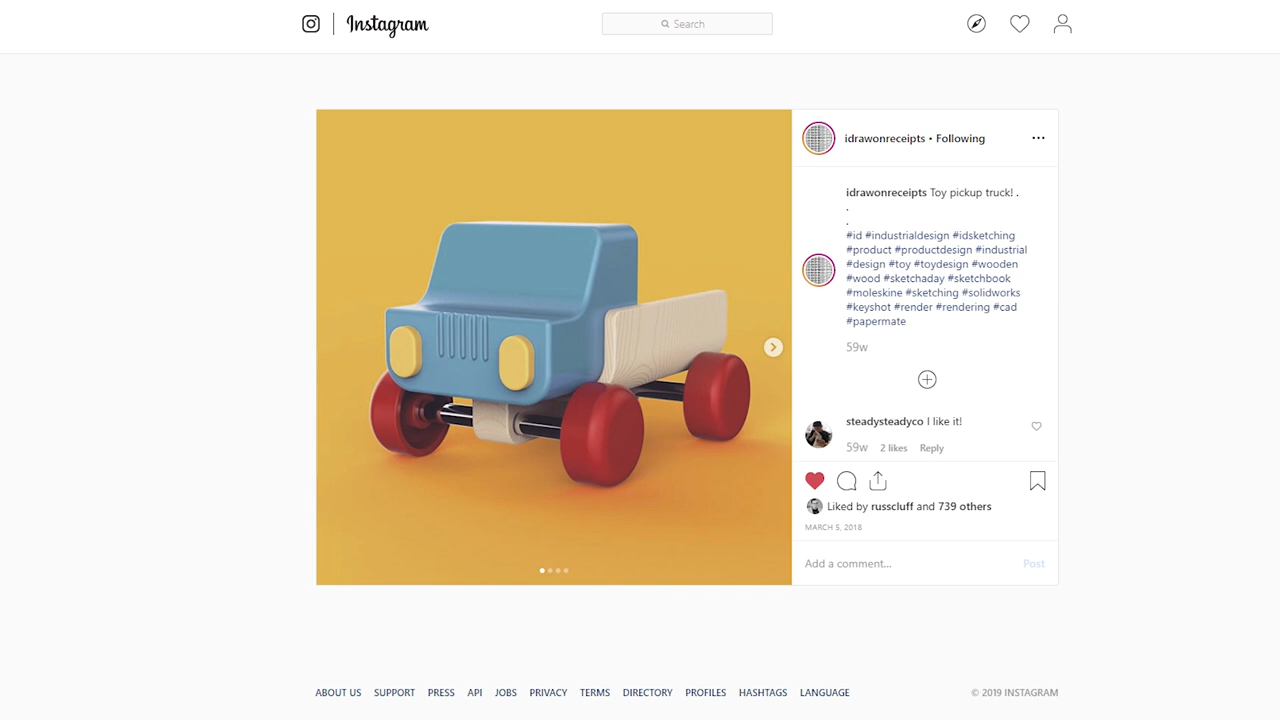 Instagram
Search
idrawonreceipts • Following
idrawonreceipts Toy pickup truck! .
.
.
#id #industrialdesign #idsketching
#product #productdesign #industrial
#design #toy #toydesign #wooden
#wood #sketchaday #sketchbook
#moleskine #sketching #solidworks
#keyshot #render #rendering #cad
#papermate
59w
steadysteadyco I like it!
59w 2 likes Reply
Liked by russcluff and 739 others
MARCH 5, 2018
Add a comment... Post
ABOUT US SUPPORT PRESS API JOBS PRIVACY TERMS DIRECTORY PROFILES HASHTAGS LANGUAGE © 2019 INSTAGRAM